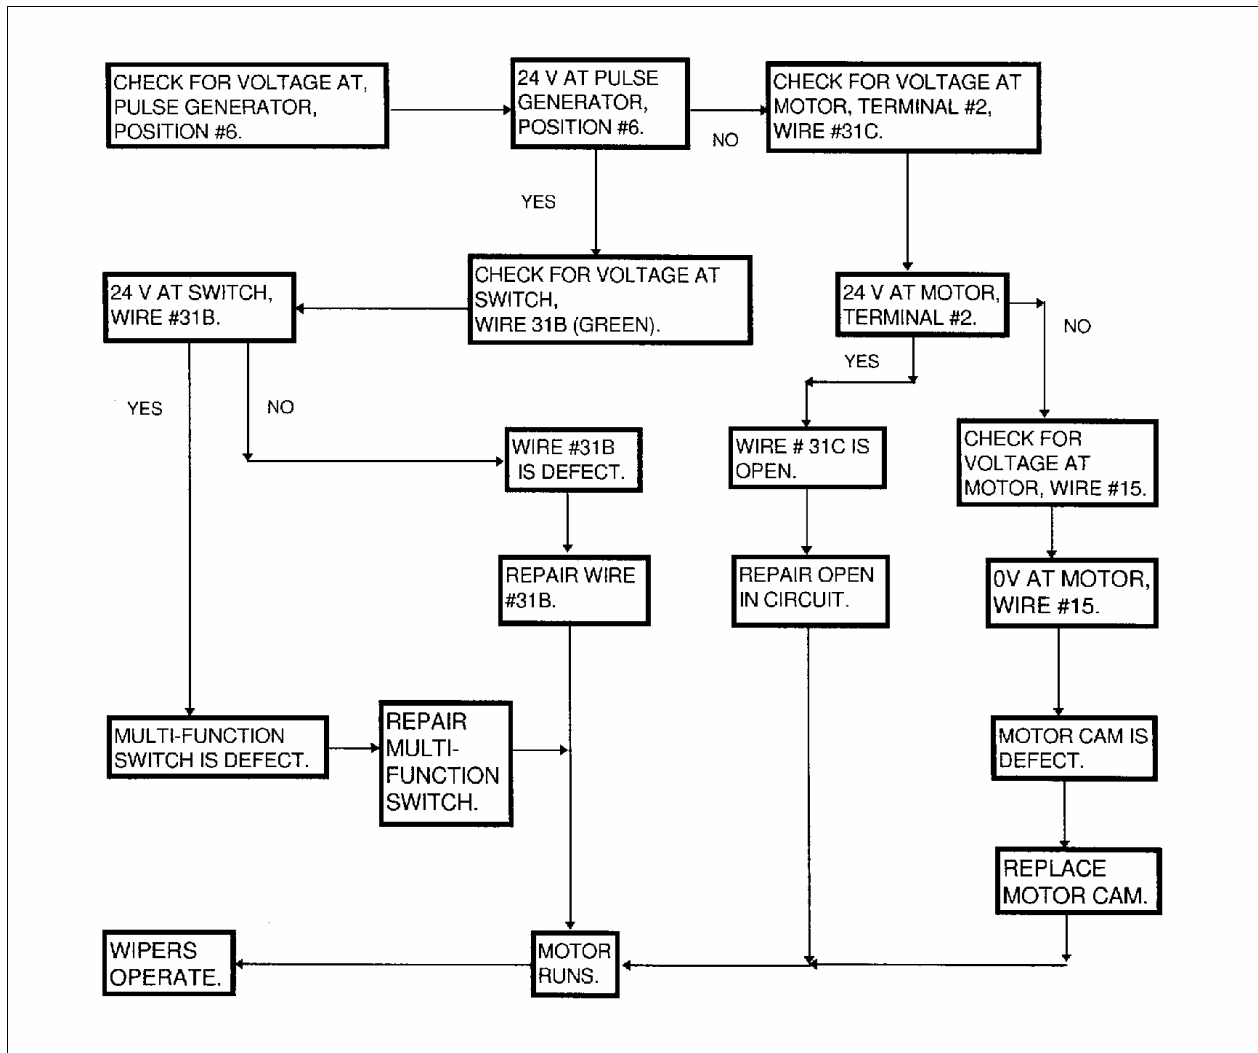 CHECK FOR VOLTAGE AT,
PULSE GENERATOR,
POSITION #6.
24 V AT PULSE
GENERATOR,
POSITION #6.
NO
CHECK FOR VOLTAGE AT
MOTOR, TERMINAL #2,
WIRE #31C.
YES
24 V AT SWITCH,
WIRE #31B.
CHECK FOR VOLTAGE AT
SWITCH,
WIRE 31B (GREEN).
24 V AT MOTOR,
TERMINAL #2.
NO
YES
YES
NO
WIRE #31B
IS DEFECT.
WIRE # 31C IS
OPEN.
CHECK FOR
VOLTAGE AT
MOTOR, WIRE #15.
REPAIR WIRE
#31B.
REPAIR OPEN
IN CIRCUIT.
0V AT MOTOR,
WIRE #15.
MULTI-FUNCTION
SWITCH IS DEFECT.
REPAIR
MULTI-
FUNCTION
SWITCH.
MOTOR CAM IS
DEFECT.
REPLACE
MOTOR CAM.
WIPERS
OPERATE.
MOTOR
RUNS.